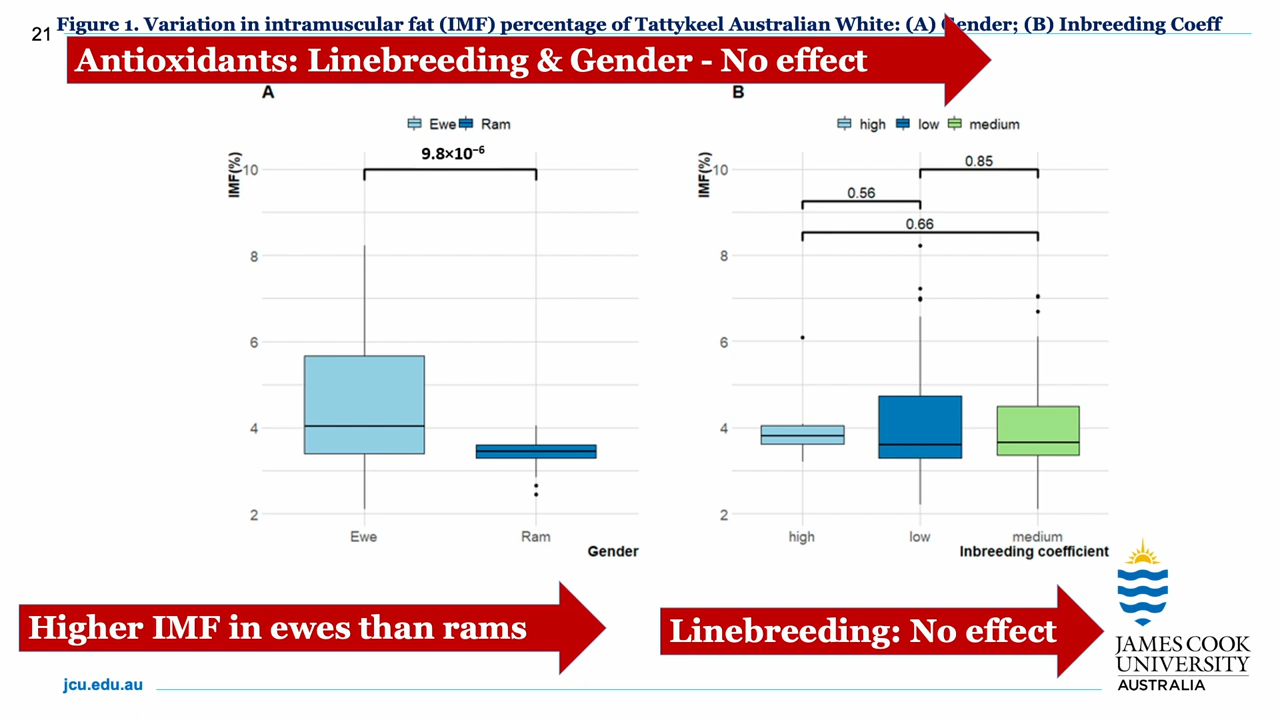 21
Figure 1. Variation in intramuscular fat (IMF) percentage of Tattykeel Australian White: (A) Gender; (B) Inbreeding Coeff
Antioxidants: Linebreeding & Gender - No effect
A
Ewe Ram
9.8×10⁻⁶
IMF(%)
10
8
6
4
2
Ewe Ram
Gender
B
high low medium
0.85
0.56
0.66
IMF(%)
10
8
6
4
2
high low medium
Inbreeding coefficient
Higher IMF in ewes than rams
Linebreeding: No effect
JAMES COOK
UNIVERSITY
AUSTRALIA
jcu.edu.au